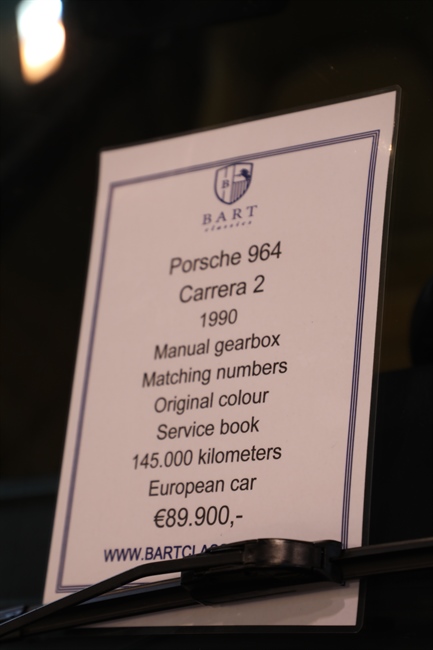 B
BART
classics
Porsche 964
Carrera 2
1990
Manual gearbox
Matching numbers
Original colour
Service book
145.000 kilometers
European car
€89.900,-